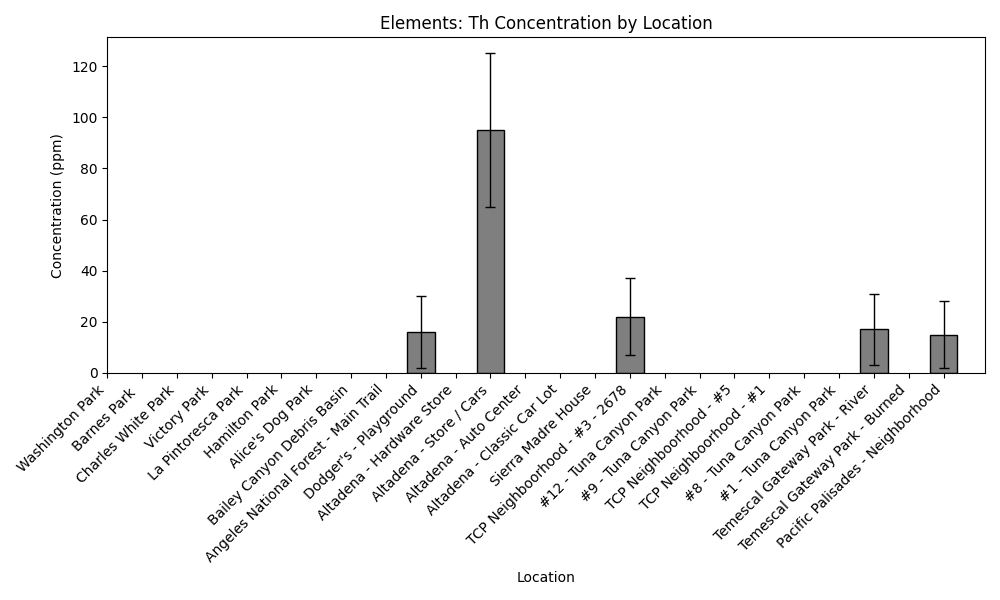 Elements: Th Concentration by Location
Concentration (ppm)
120
100
80
60
40
20
0
Washington Park
Barnes Park
Charles White Park
Victory Park
La Pintoresca Park
Hamilton Park
Alice's Dog Park
Bailey Canyon Debris Basin
Angeles National Forest - Main Trail
Dodger's - Playground
Altadena - Hardware Store
Altadena - Store / Cars
Altadena - Auto Center
Altadena - Classic Car Lot
Sierra Madre House
TCP Neighboorhood - #3 - 2678
#12 - Tuna Canyon Park
#9 - Tuna Canyon Park
TCP Neighborhood - #5
TCP Neighborhood - #1
#8 - Tuna Canyon Park
#1 - Tuna Canyon Park
Temescal Gateway Park - River
Temescal Gateway Park - Burned
Pacific Palisades - Neighborhood
Location